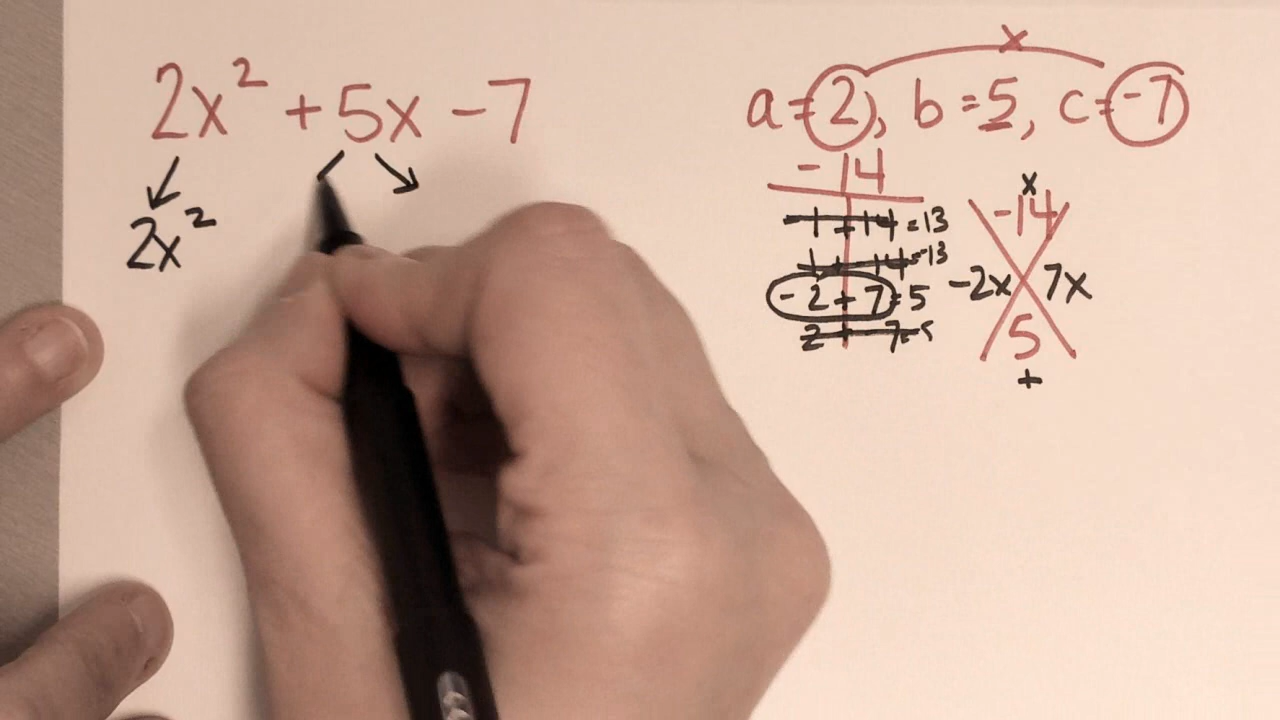 2x² + 5x - 7
2x²
x
a = 2, b = 5, c = -7
-14
-1 + 14 = 13
1 + -14 = -13
-2 + 7 = 5
2 + -7 = -5
x
-14
-2x 7x
5
+